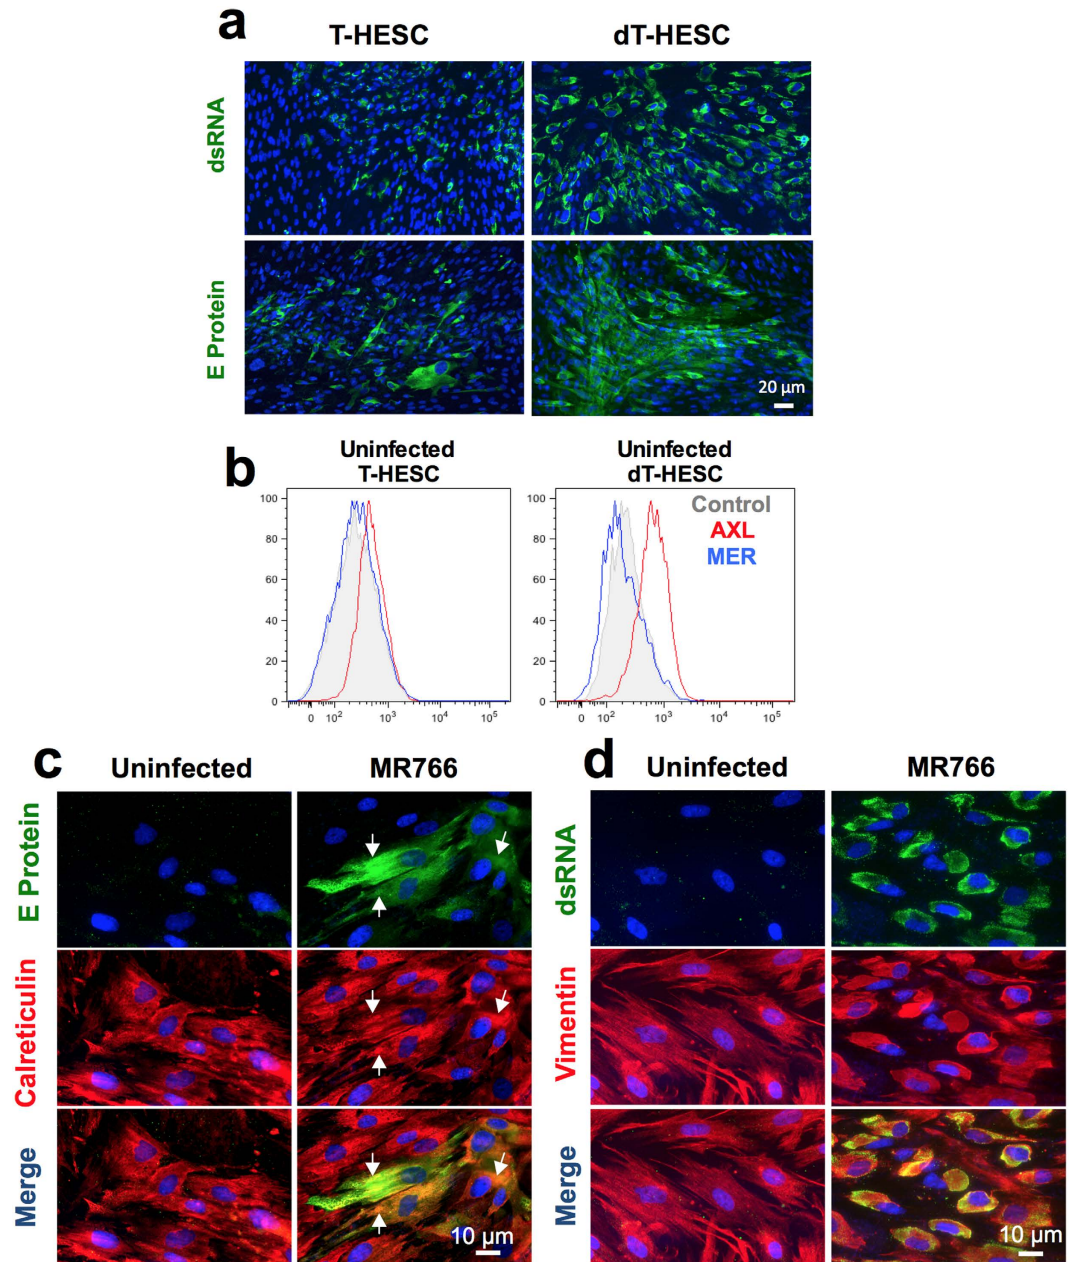 a
T-HESC dT-HESC
dsRNA
E Protein
20 µm
b
Uninfected
T-HESC
Uninfected
dT-HESC
100
80
60
40
20
0
0 10² 10³ 10⁴ 10⁵
100
80
60
40
20
0
0 10² 10³ 10⁴ 10⁵
Control
AXL
MER
c
Uninfected MR766
E Protein
Calreticulin
Merge
10 µm
d
Uninfected MR766
dsRNA
Vimentin
Merge
10 µm